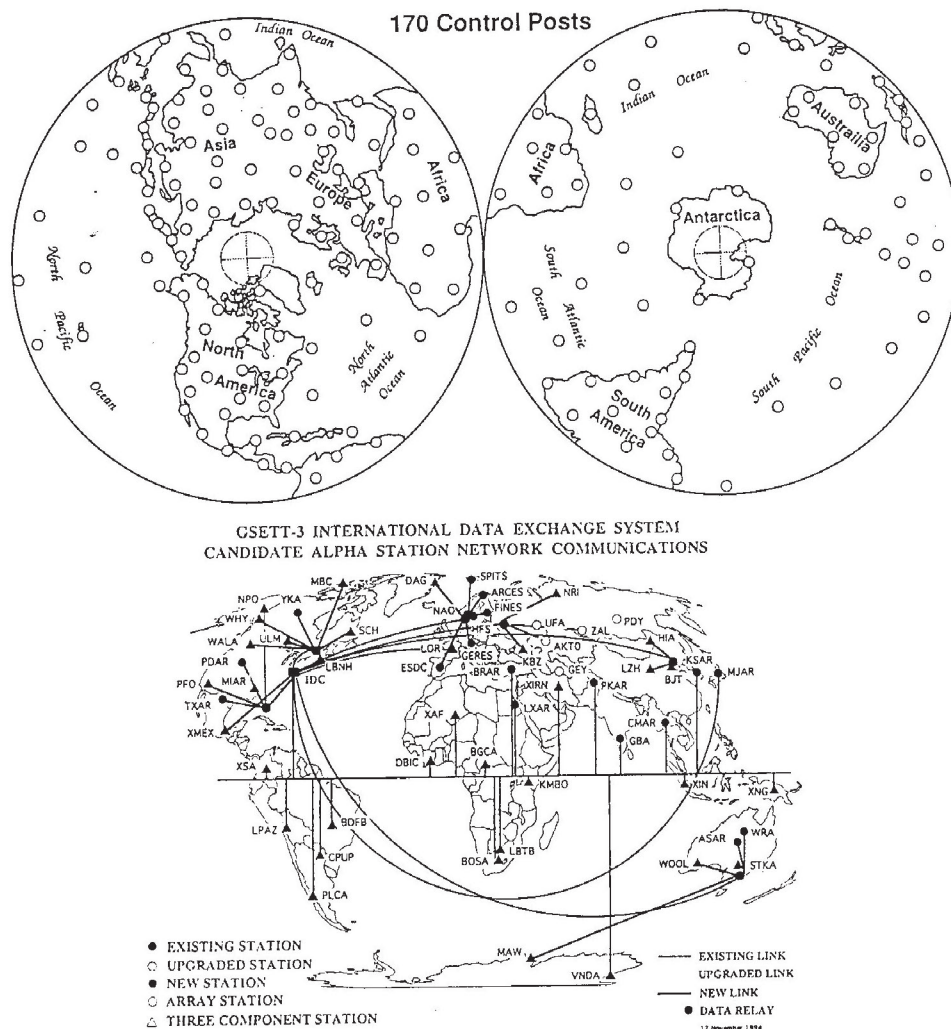 170 Control Posts
Indian Ocean
Asia
Europe
Africa
North
Pacific
Ocean
North
America
North
Atlantic
Ocean
Indian Ocean
Africa
Austrailia
Antarctica
South
Atlantic
Ocean
South Pacific Ocean
South
America
GSETT-3 INTERNATIONAL DATA EXCHANGE SYSTEM
CANDIDATE ALPHA STATION NETWORK COMMUNICATIONS
MBC
DAG
SPITS
NPO
YKA
ARCES
NRI
WHY
NAO
FINES
WALA
ULM
SCH
HFS
UFA
ZAL
PDY
HIA
PDAR
LBNH
LOR
GERES
KBZ
AKTO
PFO
MIAR
IDC
ESDC
BRAR
GEY
LZH
BJT
KSAR
MJAR
TXAR
XIRN
PKAR
XMEX
XAF
LXAR
CMAR
GBA
XSA
DBIC
BGCA
KMBO
XIN
XNG
LPAZ
BDFB
CPUP
BOSA
LBTB
ASAR
WRA
WOOL
STKA
PLCA
MAW
VNDA
● EXISTING STATION
○ UPGRADED STATION
● NEW STATION
○ ARRAY STATION
△ THREE COMPONENT STATION
EXISTING LINK
UPGRADED LINK
NEW LINK
● DATA RELAY
17 November 1994